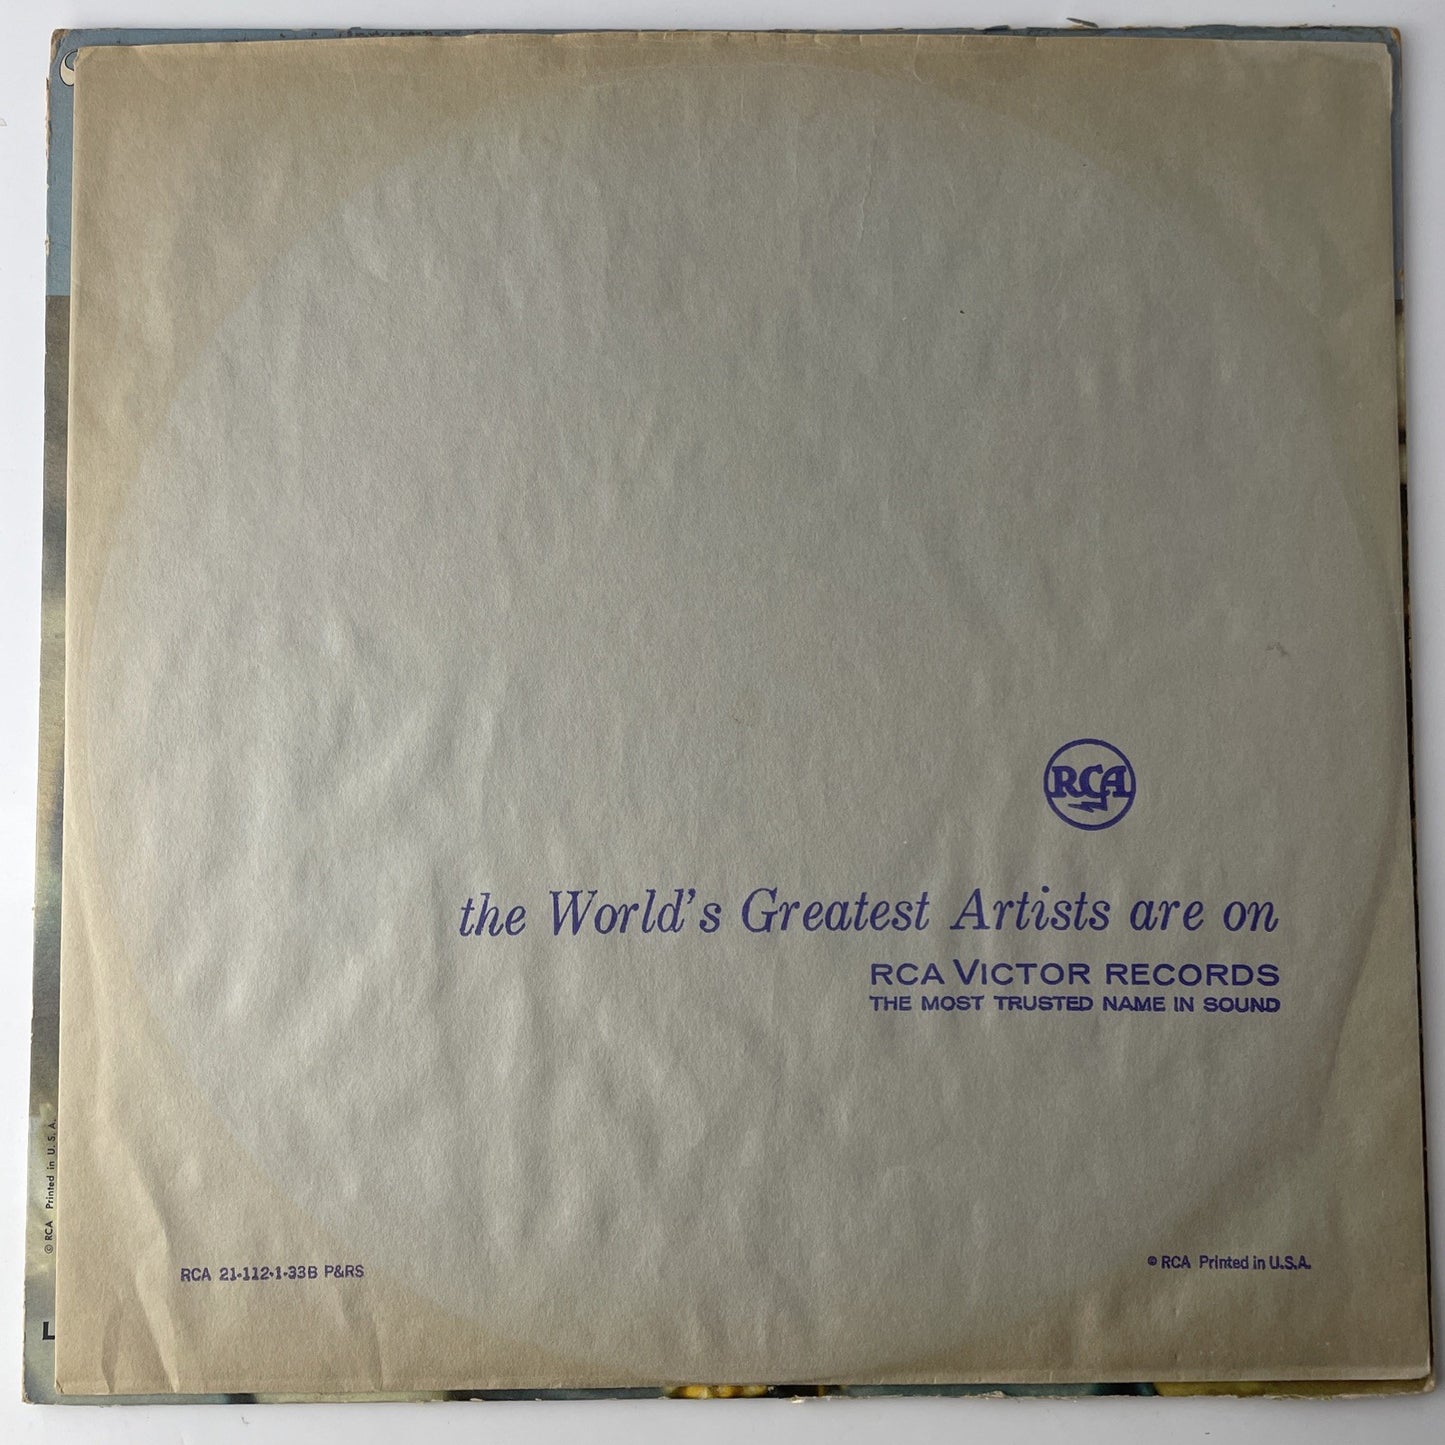 RCA
the World's Greatest Artists are on
RCA VICTOR RECORDS
THE MOST TRUSTED NAME IN SOUND
RCA 21-112-1-33B P&RS
© RCA Printed in U.S.A.
© RCA Printed in U. S. A.
L